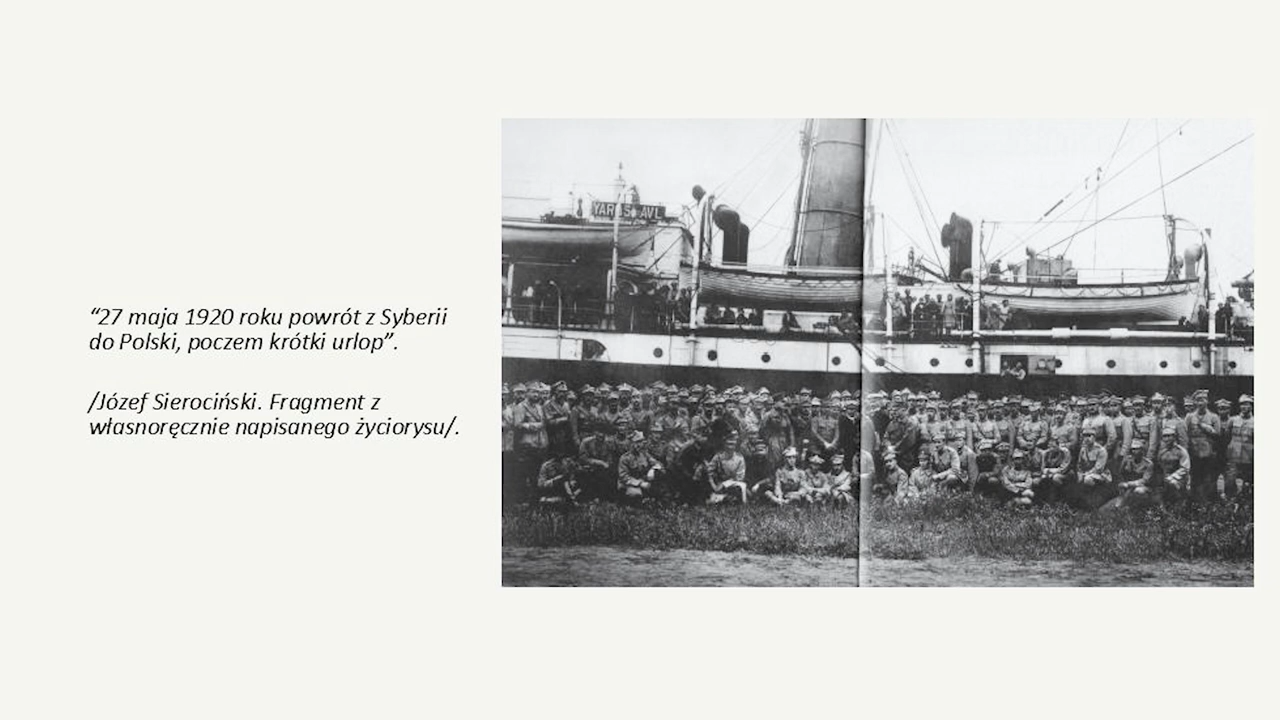 “27 maja 1920 roku powrót z Syberii
do Polski, poczem krótki urlop”.
/Józef Sierociński. Fragment z
własnoręcznie napisanego życiorysu/.